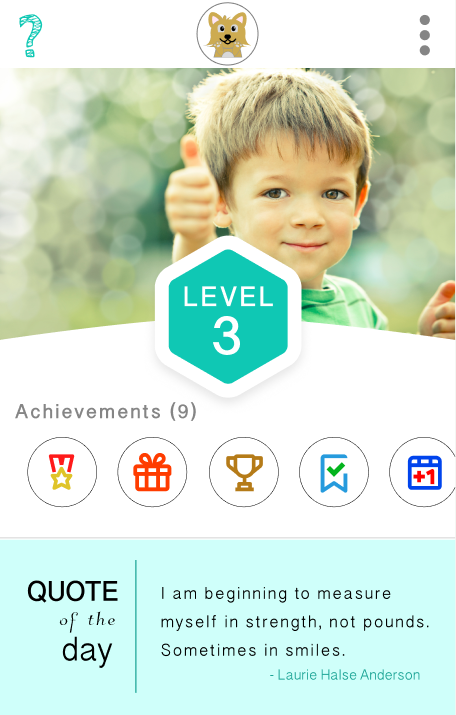 ?
LEVEL
3
Achievements (9)
+1
QUOTE
of the
day
I am beginning to measure
myself in strength, not pounds.
Sometimes in smiles.
- Laurie Halse Anderson